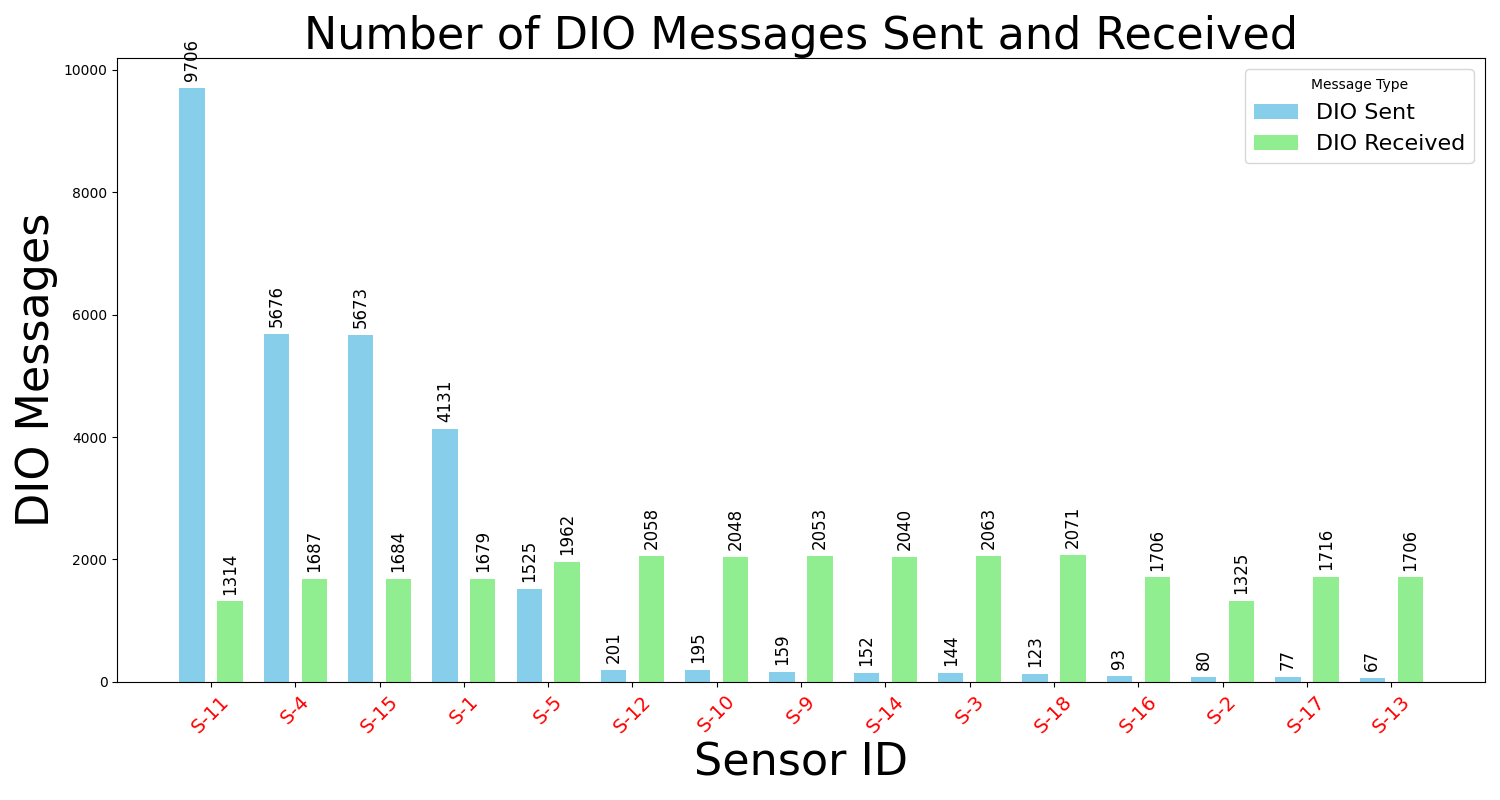 Number of DIO Messages Sent and Received
Message Type
DIO Sent
DIO Received
DIO Messages
10000
8000
6000
4000
2000
0
9706
1314
5676
1687
5673
1684
4131
1679
1525
1962
201
2058
195
2048
159
2053
152
2040
144
2063
123
2071
93
1706
80
1325
77
1716
67
1706
S-11
S-4
S-15
S-1
S-5
S-12
S-10
S-9
S-14
S-3
S-18
S-16
S-2
S-17
S-13
Sensor ID